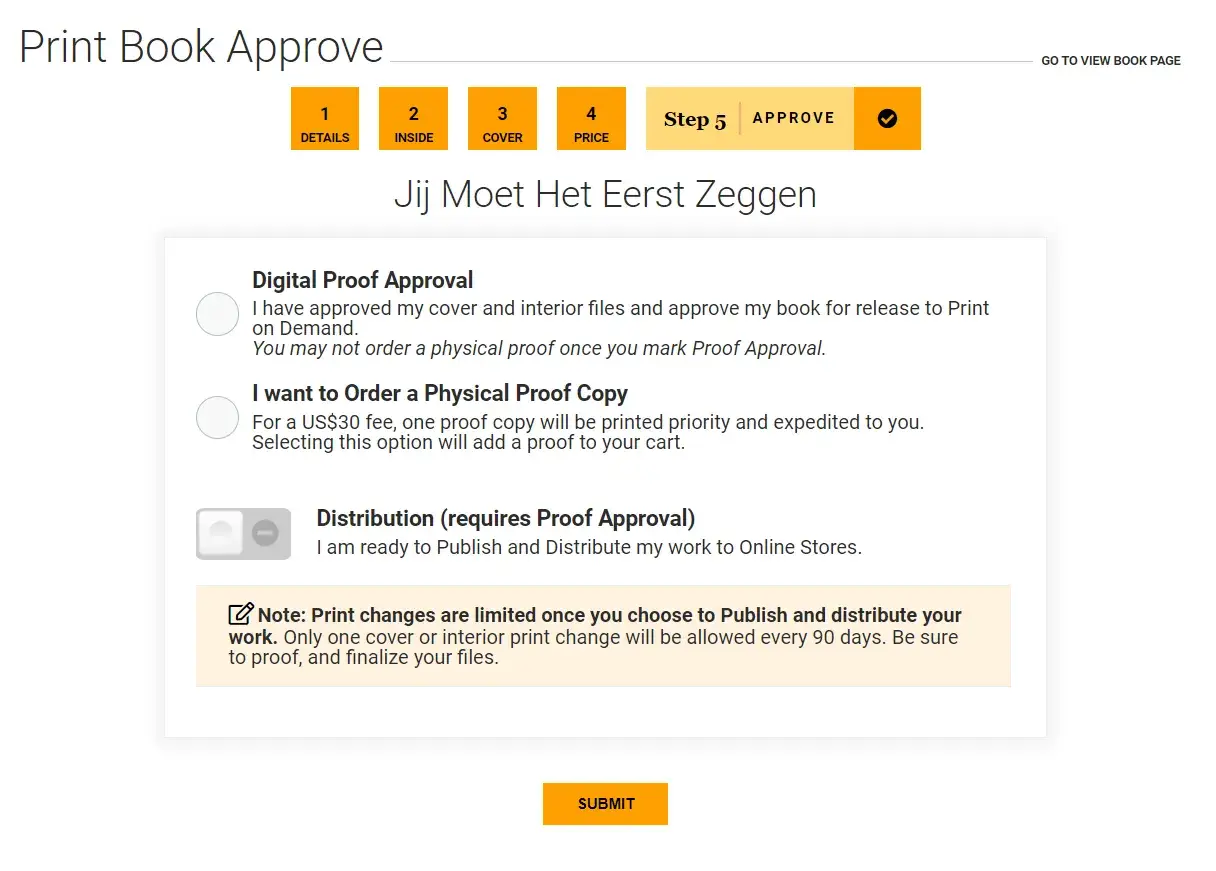 Print Book Approve
GO TO VIEW BOOK PAGE
1
DETAILS
2
INSIDE
3
COVER
4
PRICE
Step 5
APPROVE
Jij Moet Het Eerst Zeggen
Digital Proof Approval
I have approved my cover and interior files and approve my book for release to Print
on Demand.
You may not order a physical proof once you mark Proof Approval.
I want to Order a Physical Proof Copy
For a US$30 fee, one proof copy will be printed priority and expedited to you.
Selecting this option will add a proof to your cart.
Distribution (requires Proof Approval)
I am ready to Publish and Distribute my work to Online Stores.
Note: Print changes are limited once you choose to Publish and distribute your
work. Only one cover or interior print change will be allowed every 90 days. Be sure
to proof, and finalize your files.
SUBMIT